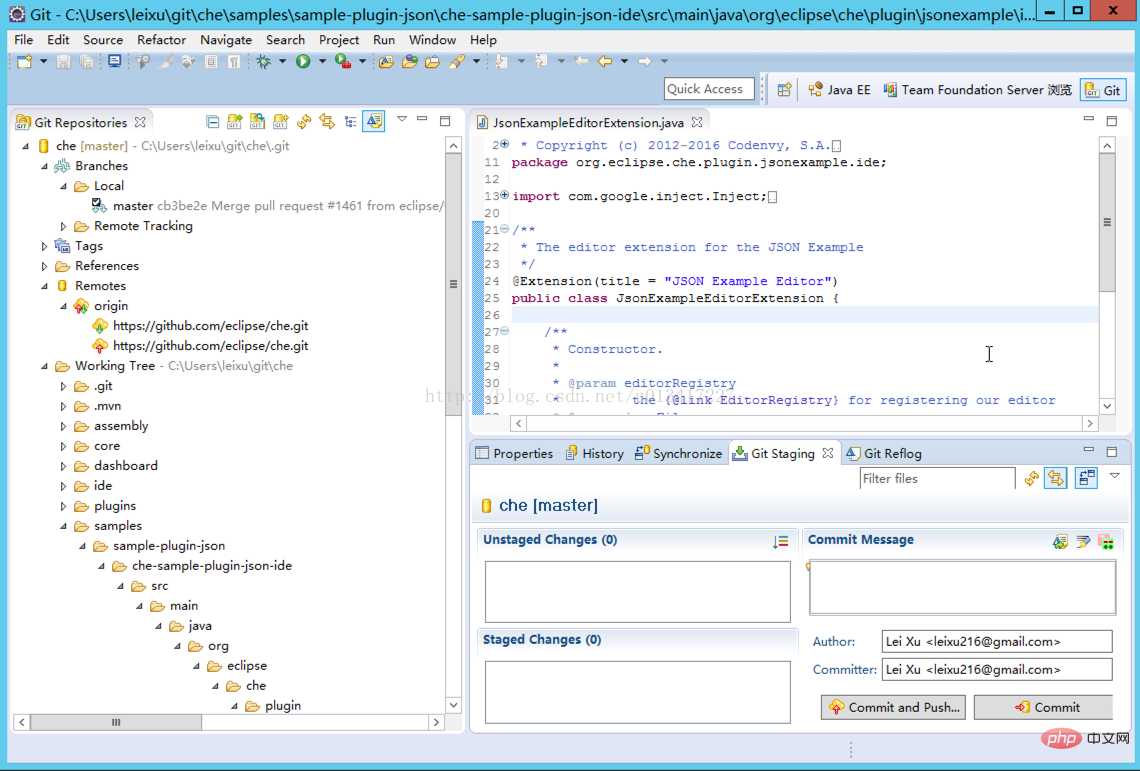 Git - C:\Users\leixu\git\che\samples\sample-plugin-json\che-sample-plugin-json-ide\src\main\java\org\eclipse\che\plugin\jsonexample\i...
File Edit Source Refactor Navigate Search Project Run Window Help
Quick Access Java EE Team Foundation Server 浏览 Git
Git Repositories
che [master] - C:\Users\leixu\git\che\.git
Branches
Local
master cb3be2e Merge pull request #1461 from eclipse/
Remote Tracking
Tags
References
Remotes
origin
https://github.com/eclipse/che.git
https://github.com/eclipse/che.git
Working Tree - C:\Users\leixu\git\che
.git
.mvn
assembly
core
dashboard
ide
plugins
samples
sample-plugin-json
che-sample-plugin-json-ide
src
main
java
org
eclipse
che
plugin
JsonExampleEditorExtension.java
2 * Copyright (c) 2012-2016 Codenvy, S.A.
11 package org.eclipse.che.plugin.jsonexample.ide;
12
13 import com.google.inject.Inject;
20
21 /**
22 * The editor extension for the JSON Example
23 */
24 @Extension(title = "JSON Example Editor")
25 public class JsonExampleEditorExtension {
26
27 /**
28 * Constructor.
29 *
30 * @param editorRegistry
31 * the {@link EditorRegistry} for registering our editor
Properties History Synchronize Git Staging Git Reflog
Filter files
che [master]
Unstaged Changes (0)
Staged Changes (0)
Commit Message
Author: Lei Xu <leixu216@gmail.com>
Committer: Lei Xu <leixu216@gmail.com>
Commit and Push... Commit
php 中文网